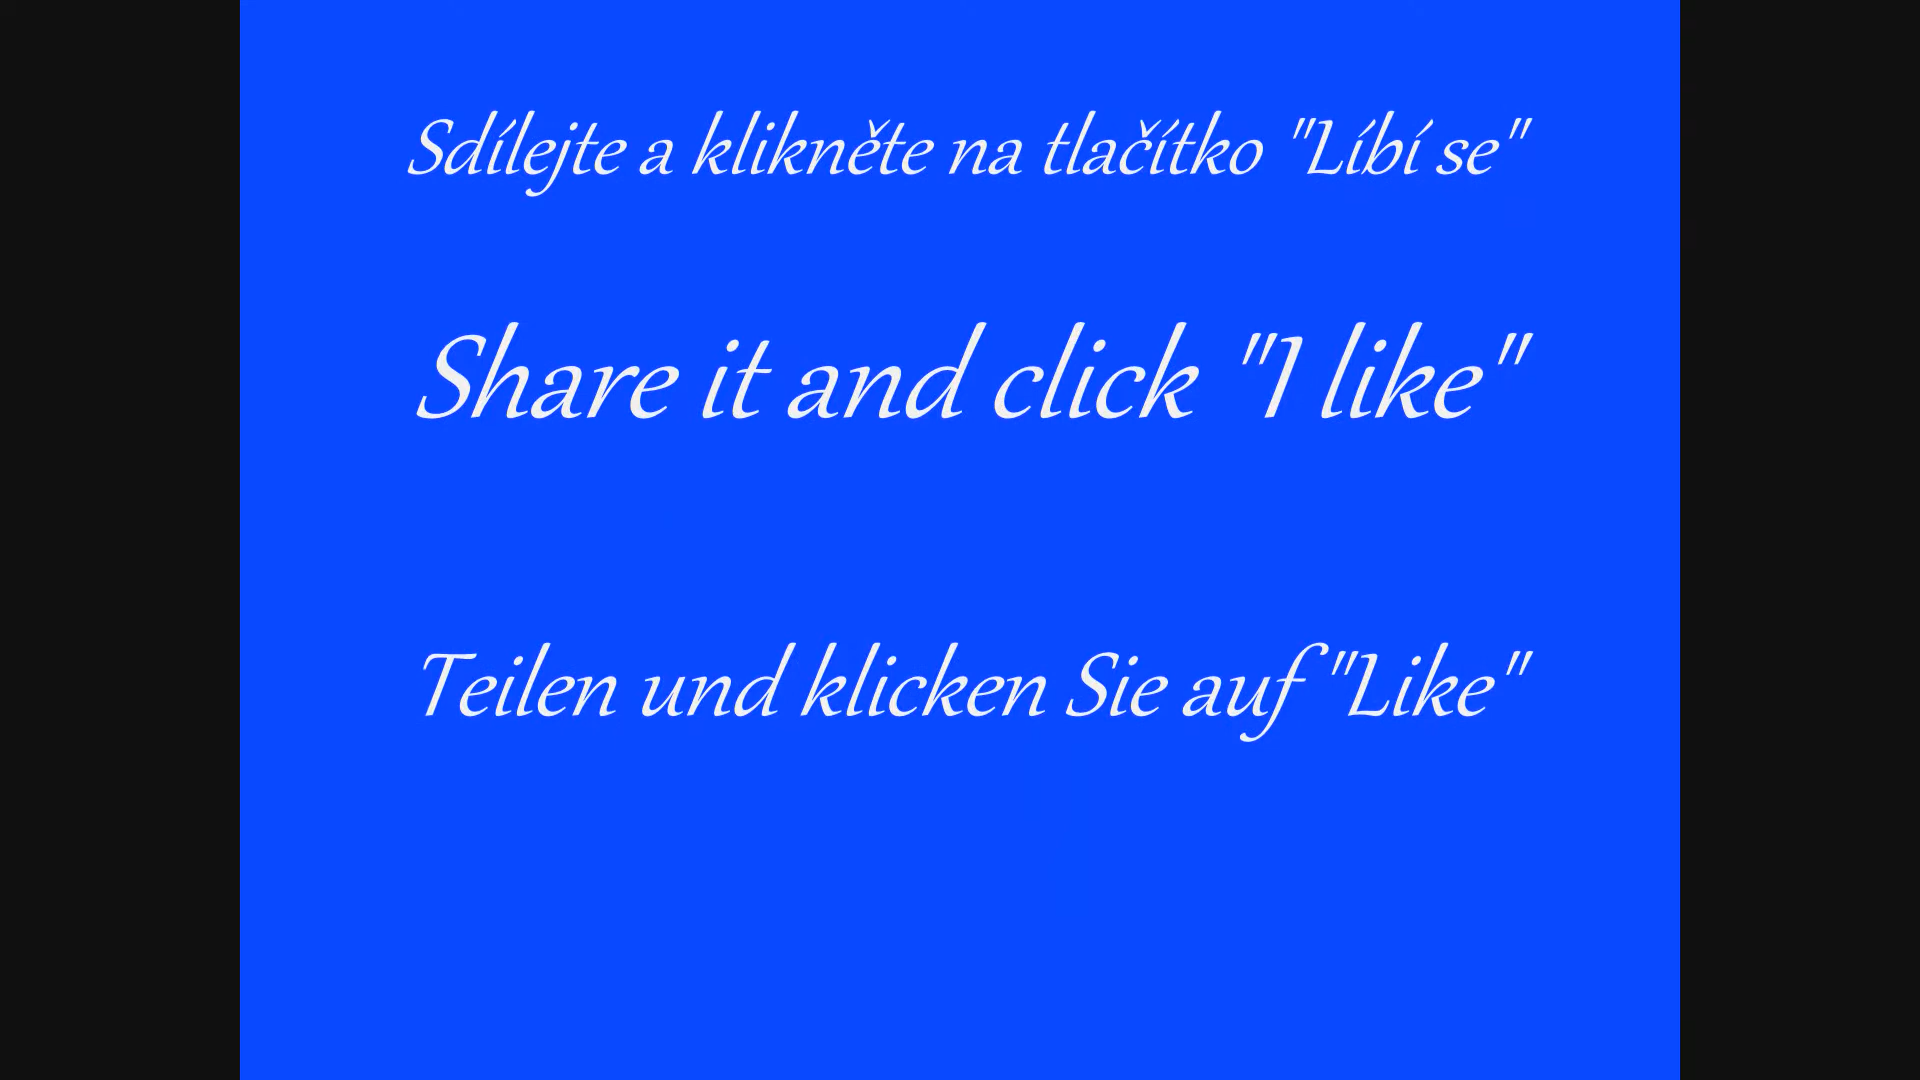 Sdílejte a klikněte na tlačítko "Líbí se"
Share it and click "I like"
Teilen und klicken Sie auf "Like"